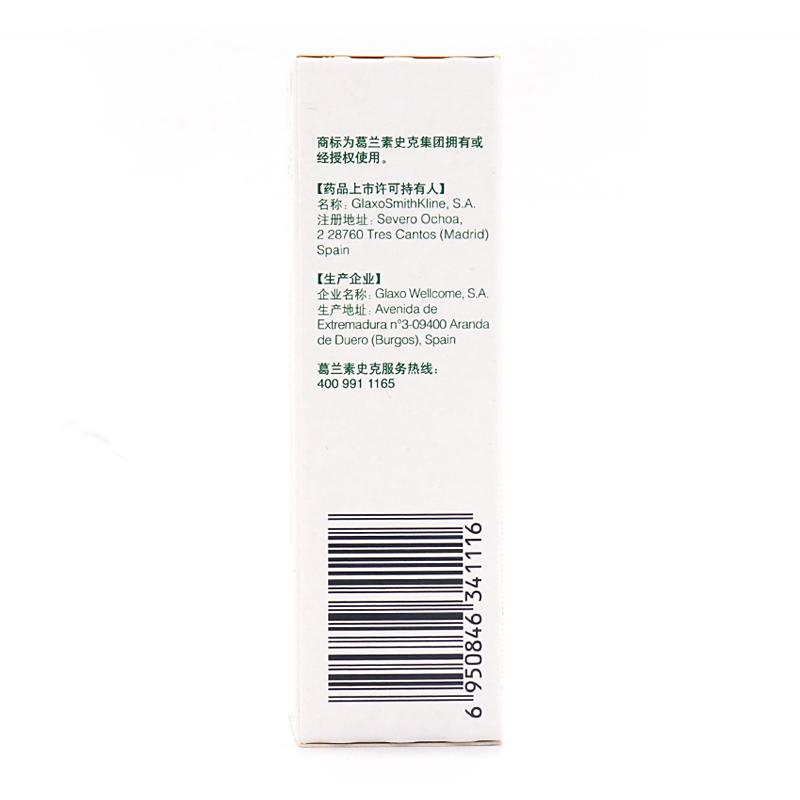 商标为葛兰素史克集团拥有或
经授权使用。
【药品上市许可持有人】
名称: GlaxoSmithKline, S.A.
注册地址: Severo Ochoa,
2 28760 Tres Cantos (Madrid)
Spain
【生产企业】
企业名称: Glaxo Wellcome, S.A.
生产地址: Avenida de
Extremadura n°3-09400 Aranda
de Duero (Burgos), Spain
葛兰素史克服务热线:
400 991 1165
6 950846 341116